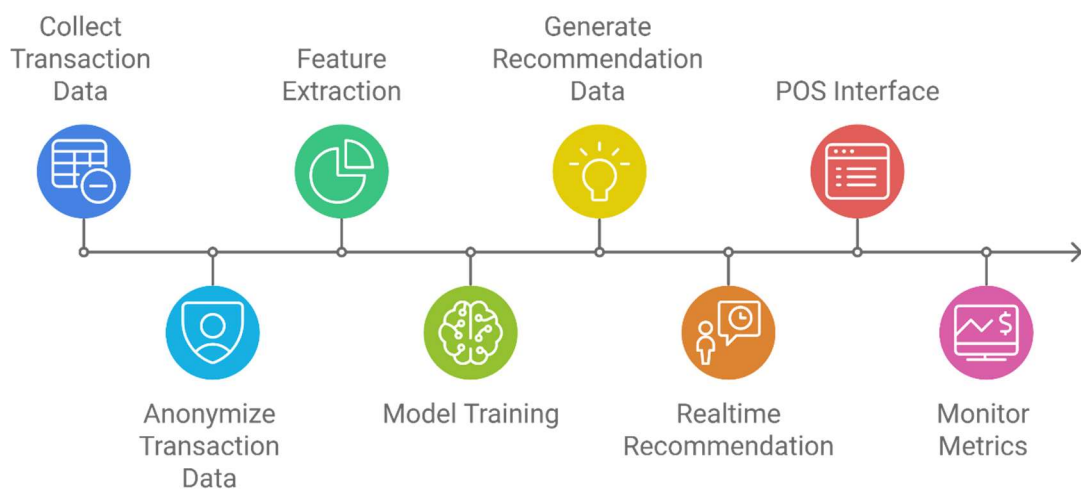 Collect
Transaction
Data
Feature
Extraction
Generate
Recommendation
Data
POS Interface
$
Anonymize
Transaction
Data
Model Training
Realtime
Recommendation
Monitor
Metrics